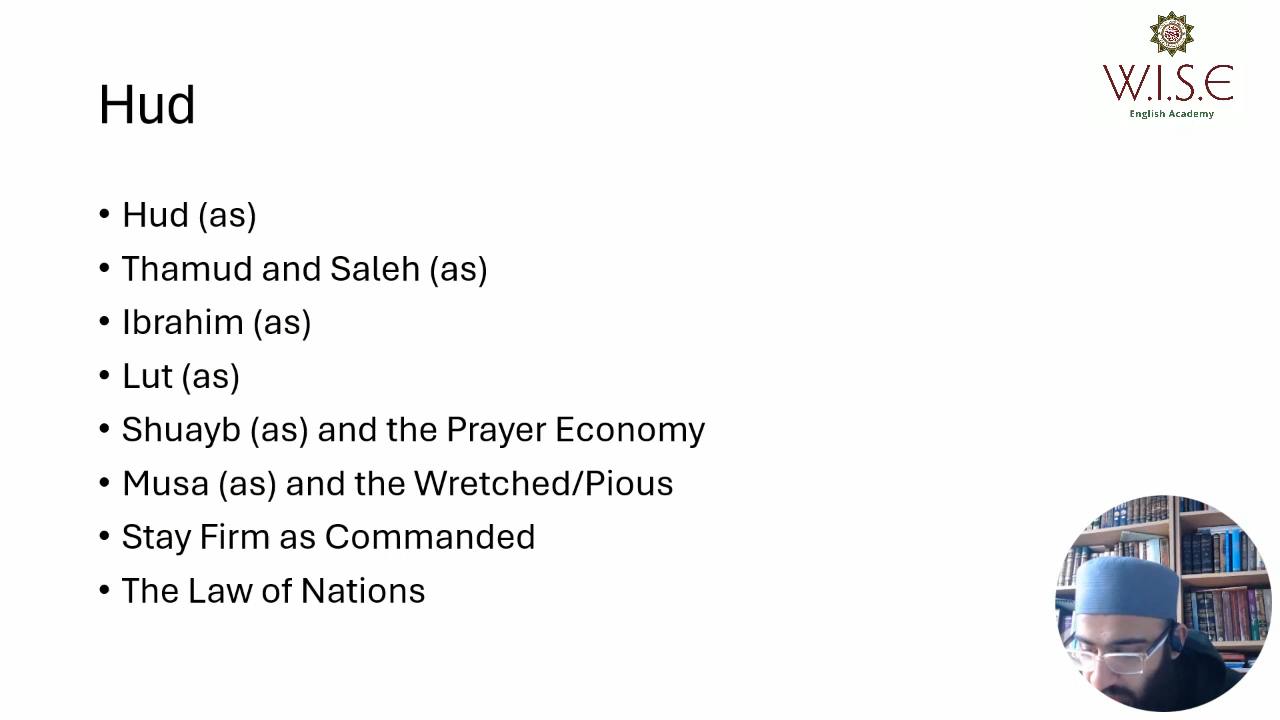 W.I.S.E
English Academy
Hud
• Hud (as)
• Thamud and Saleh (as)
• Ibrahim (as)
• Lut (as)
• Shuayb (as) and the Prayer Economy
• Musa (as) and the Wretched/Pious
• Stay Firm as Commanded
• The Law of Nations